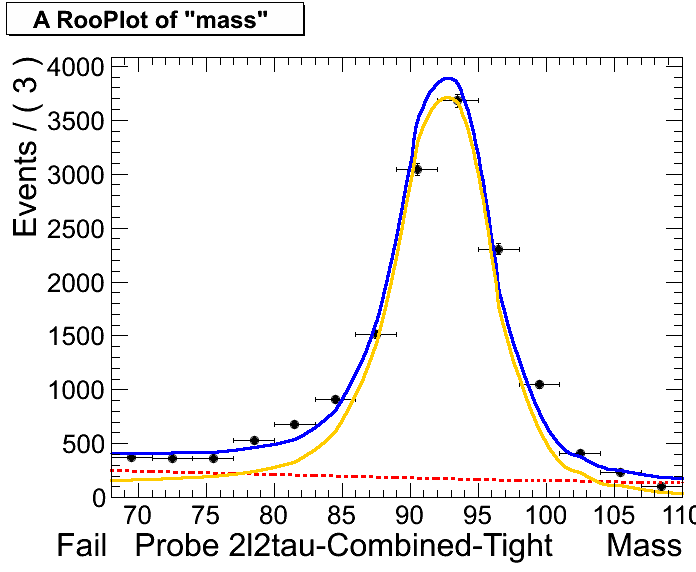 A RooPlot of "mass"
Events / ( 3 )
4000
3500
3000
2500
2000
1500
1000
500
0
70 75 80 85 90 95 100 105 110
Fail Probe 2l2tau-Combined-Tight Mass